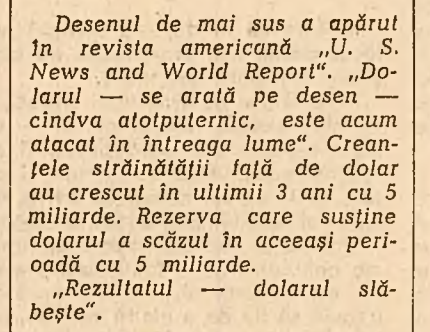 Desenul de mai sus a apărut
în revista americană „U. S.
News and World Report“. „Do-
larul — se arată pe desen —
cîndva atotputernic, este acum
atacat în întreaga lume“. Crean-
țele străinătății față de dolar
au crescut în ultimii 3 ani cu 5
miliarde. Rezerva care susține
dolarul a scăzut în aceeași peri-
oadă cu 5 miliarde.
„Rezultatul — dolarul slă-
bește“.